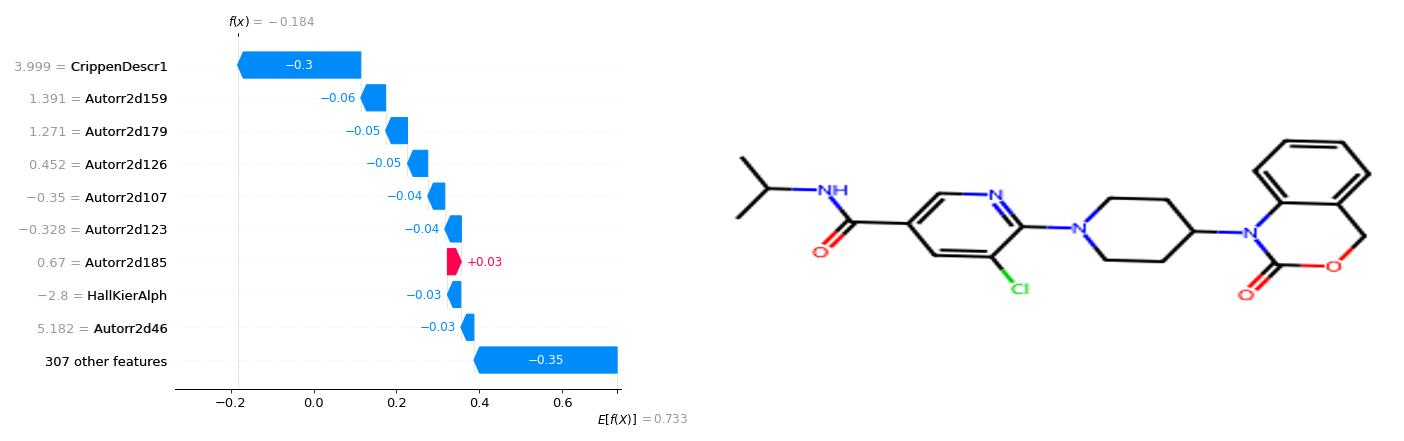 f(x) = −0.184
3.999 = CrippenDescr1
−0.3
1.391 = Autorr2d159
−0.06
1.271 = Autorr2d179
−0.05
0.452 = Autorr2d126
−0.05
−0.35 = Autorr2d107
−0.04
−0.328 = Autorr2d123
−0.04
0.67 = Autorr2d185
+0.03
−2.8 = HallKierAlph
−0.03
5.182 = Autorr2d46
−0.03
307 other features
−0.35
−0.2 0.0 0.2 0.4 0.6
E[f(X)] = 0.733
NH
O
N
Cl
N
N
O
O